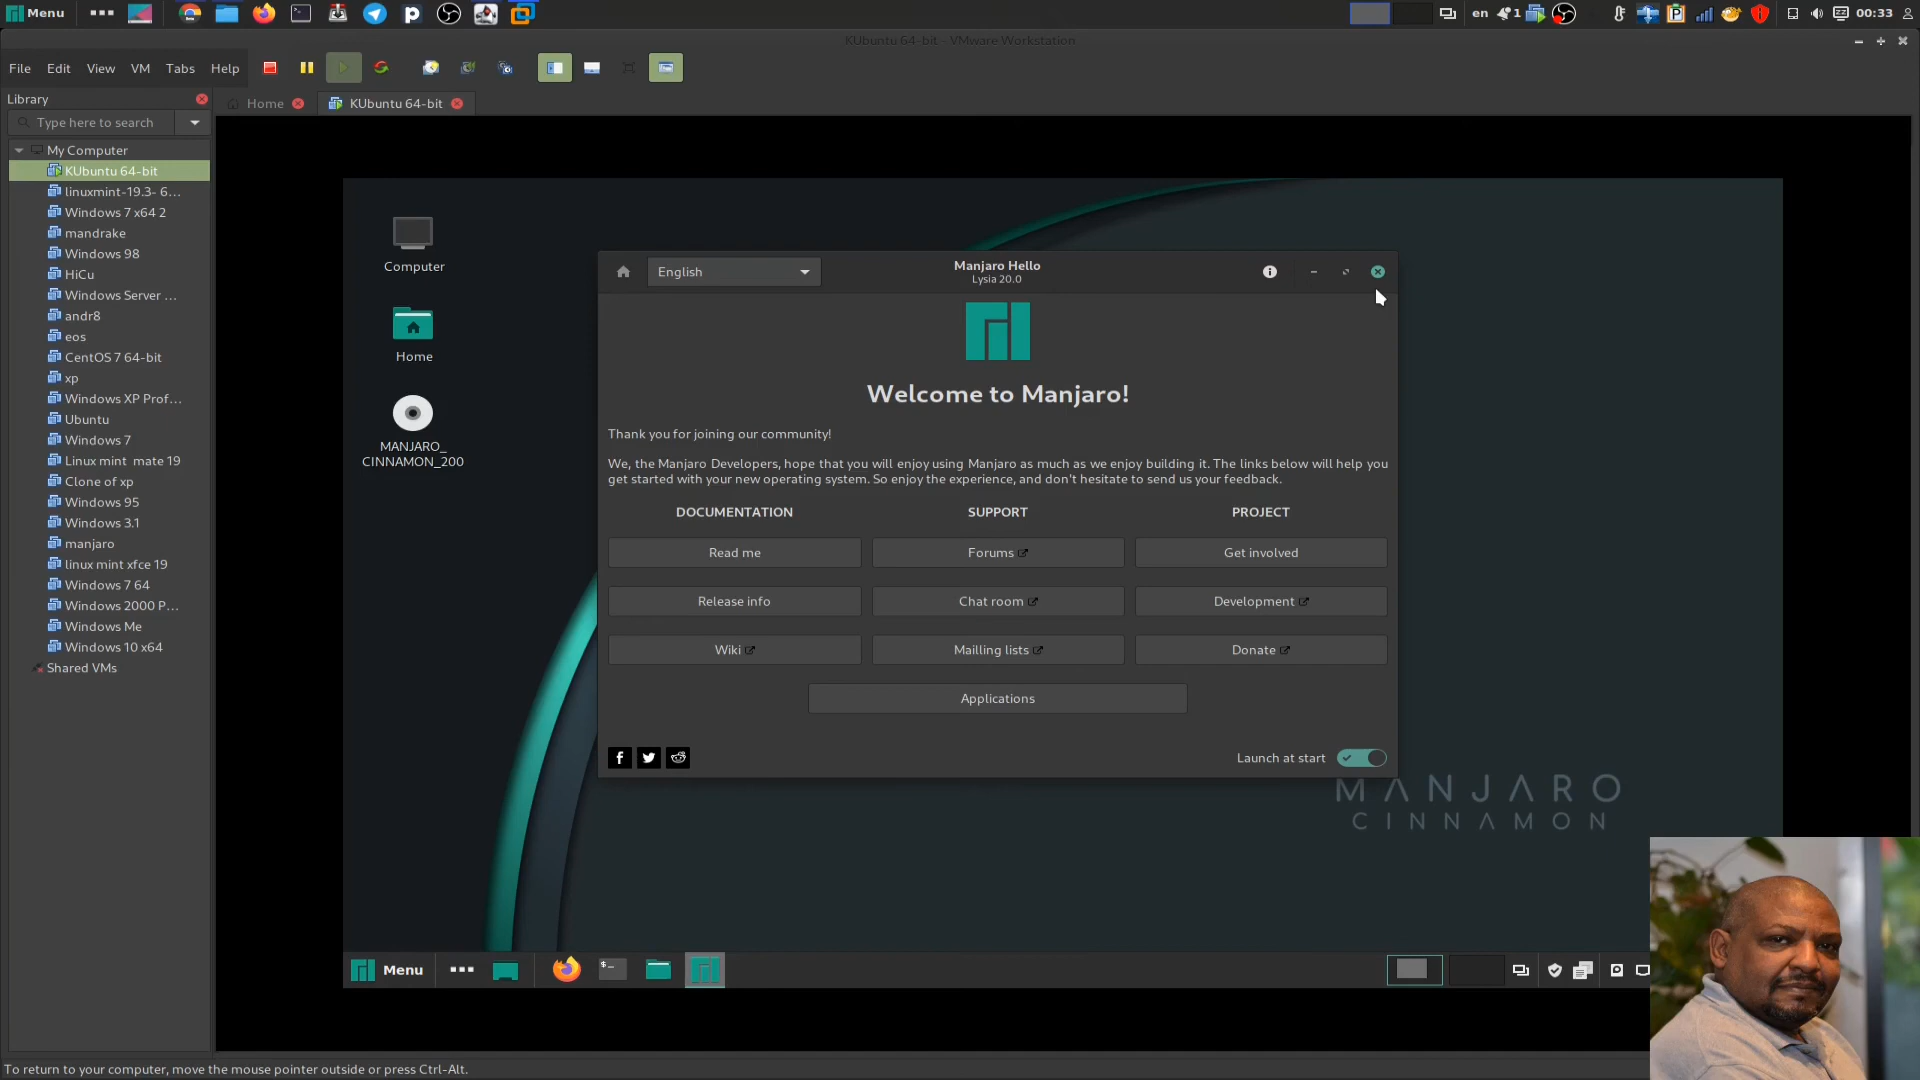 Menu
en
1
00:33
KUbuntu 64-bit - VMware Workstation
File Edit View VM Tabs Help
Library
Home
KUbuntu 64-bit
Type here to search
My Computer
KUbuntu 64-bit
linuxmint-19.3- 6...
Windows 7 x64 2
mandrake
Windows 98
HiCu
Windows Server ...
andr8
eos
CentOS 7 64-bit
xp
Windows XP Prof...
Ubuntu
Windows 7
Linux mint mate 19
Clone of xp
Windows 95
Windows 3.1
manjaro
linux mint xfce 19
Windows 7 64
Windows 2000 P...
Windows Me
Windows 10 x64
Shared VMs
Computer
Home
MANJARO_
CINNAMON_200
English
Manjaro Hello
Lysia 20.0
Welcome to Manjaro!
Thank you for joining our community!
We, the Manjaro Developers, hope that you will enjoy using Manjaro as much as we enjoy building it. The links below will help you
get started with your new operating system. So enjoy the experience, and don't hesitate to send us your feedback.
DOCUMENTATION SUPPORT PROJECT
Read me Forums Get involved
Release info Chat room Development
Wiki Mailling lists Donate
Applications
Launch at start
MANJARO
CINNAMON
Menu
To return to your computer, move the mouse pointer outside or press Ctrl-Alt.